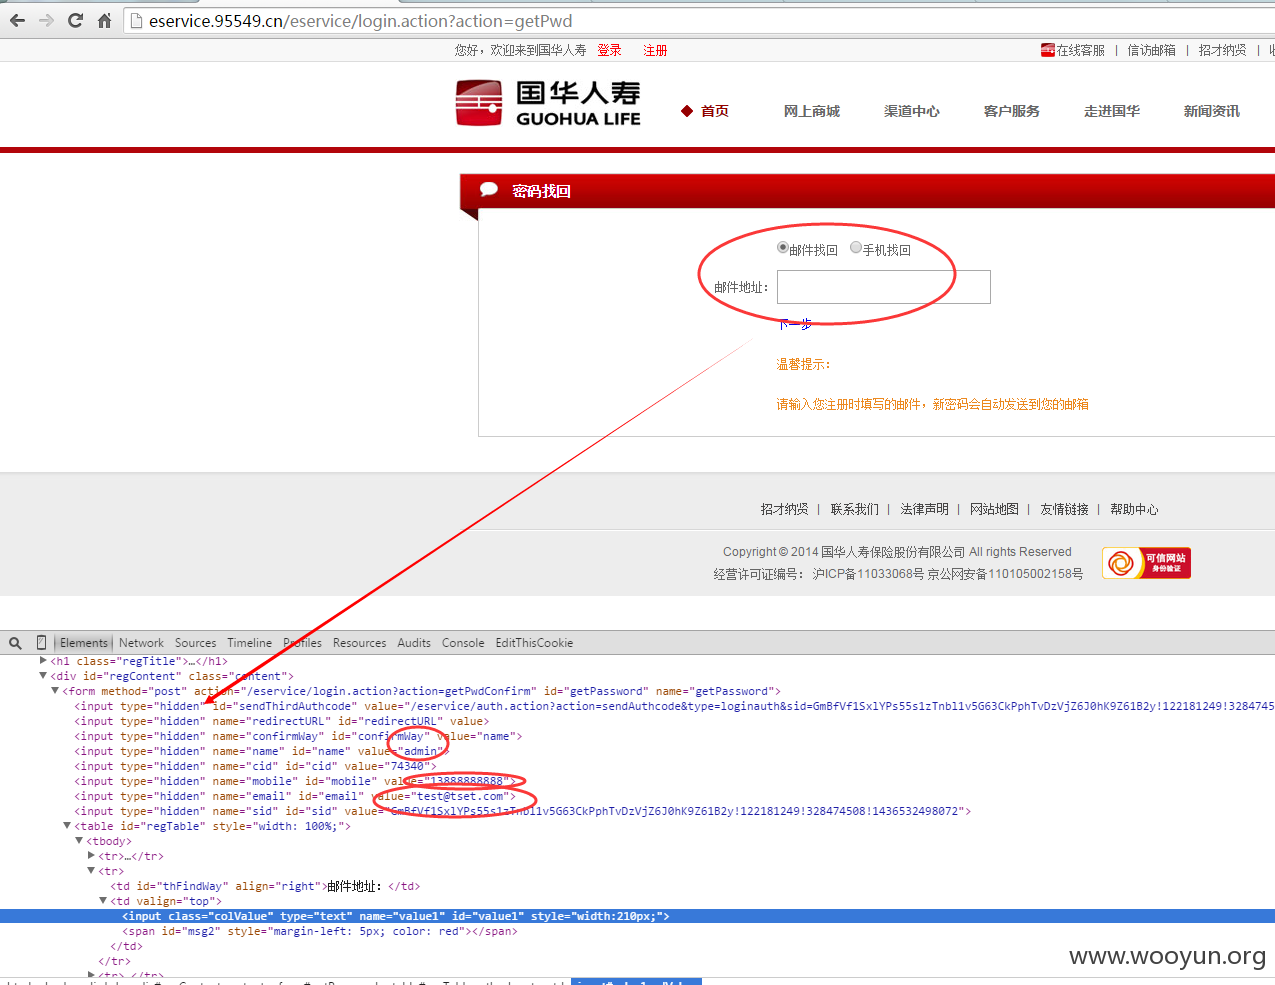 eservice.95549.cn/eservice/login.action?action=getPwd
您好，欢迎来到国华人寿 登录 注册 在线客服 | 信访邮箱 | 招才纳贤 |
国华人寿
GUOHUA LIFE
首页 网上商城 渠道中心 客户服务 走进国华 新闻资讯
密码找回
邮件找回 手机找回
邮件地址：
下一步
温馨提示：
请输入您注册时填写的邮件，新密码会自动发送到您的邮箱
招才纳贤 | 联系我们 | 法律声明 | 网站地图 | 友情链接 | 帮助中心
Copyright © 2014 国华人寿保险股份有限公司 All rights Reserved
经营许可证编号： 沪ICP备11033068号 京公网安备110105002158号
可信网站
身份验证
Elements Network Sources Timeline Profiles Resources Audits Console EditThisCookie
<h1 class="regTitle">…</h1>
<div id="regContent" class="content">
<form method="post" action="/eservice/login.action?action=getPwdConfirm" id="getPassword" name="getPassword">
<input type="hidden" id="sendThirdAuthcode" value="/eservice/auth.action?action=sendAuthcode&type=loginauth&sid=GmBfVf1SxlYPs55s1zTnbl1v5G63CkPphTvDzVjZ6J0hK9Z61B2y!122181249!3284745
<input type="hidden" name="redirectURL" id="redirectURL" value>
<input type="hidden" name="confirmWay" id="confirmWay" value="name">
<input type="hidden" name="name" id="name" value="admin">
<input type="hidden" name="cid" id="cid" value="74340">
<input type="hidden" name="mobile" id="mobile" value="13888888888">
<input type="hidden" name="email" id="email" value="test@tset.com">
<input type="hidden" name="sid" id="sid" value="GmBfVf1SxlYPs55s1zTnbl1v5G63CkPphTvDzVjZ6J0hK9Z61B2y!122181249!328474508!1436532498072">
<table id="regTable" style="width: 100%;">
<tbody>
<tr>…</tr>
<tr>
<td id="thFindWay" align="right">邮件地址：</td>
<td valign="top">
<input class="colValue" type="text" name="value1" id="value1" style="width:210px;">
<span id="msg2" style="margin-left: 5px; color: red"></span>
</td>
</tr>
www.wooyun.org